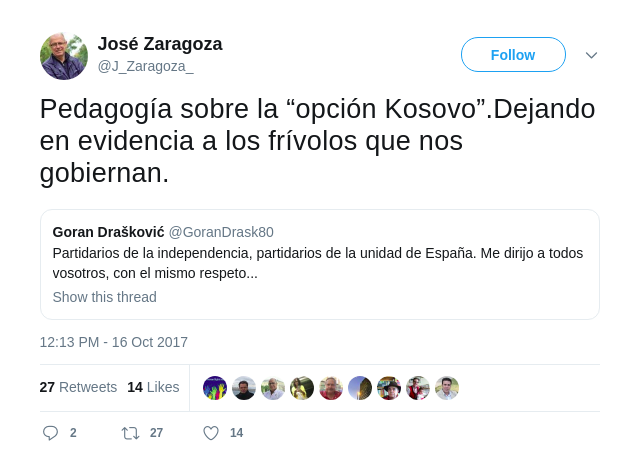 José Zaragoza
@J_Zaragoza_
Follow
Pedagogía sobre la “opción Kosovo”.Dejando
en evidencia a los frívolos que nos
gobiernan.
Goran Drašković @GoranDrask80
Partidarios de la independencia, partidarios de la unidad de España. Me dirijo a todos
vosotros, con el mismo respeto...
Show this thread
12:13 PM - 16 Oct 2017
27 Retweets 14 Likes
2 27 14